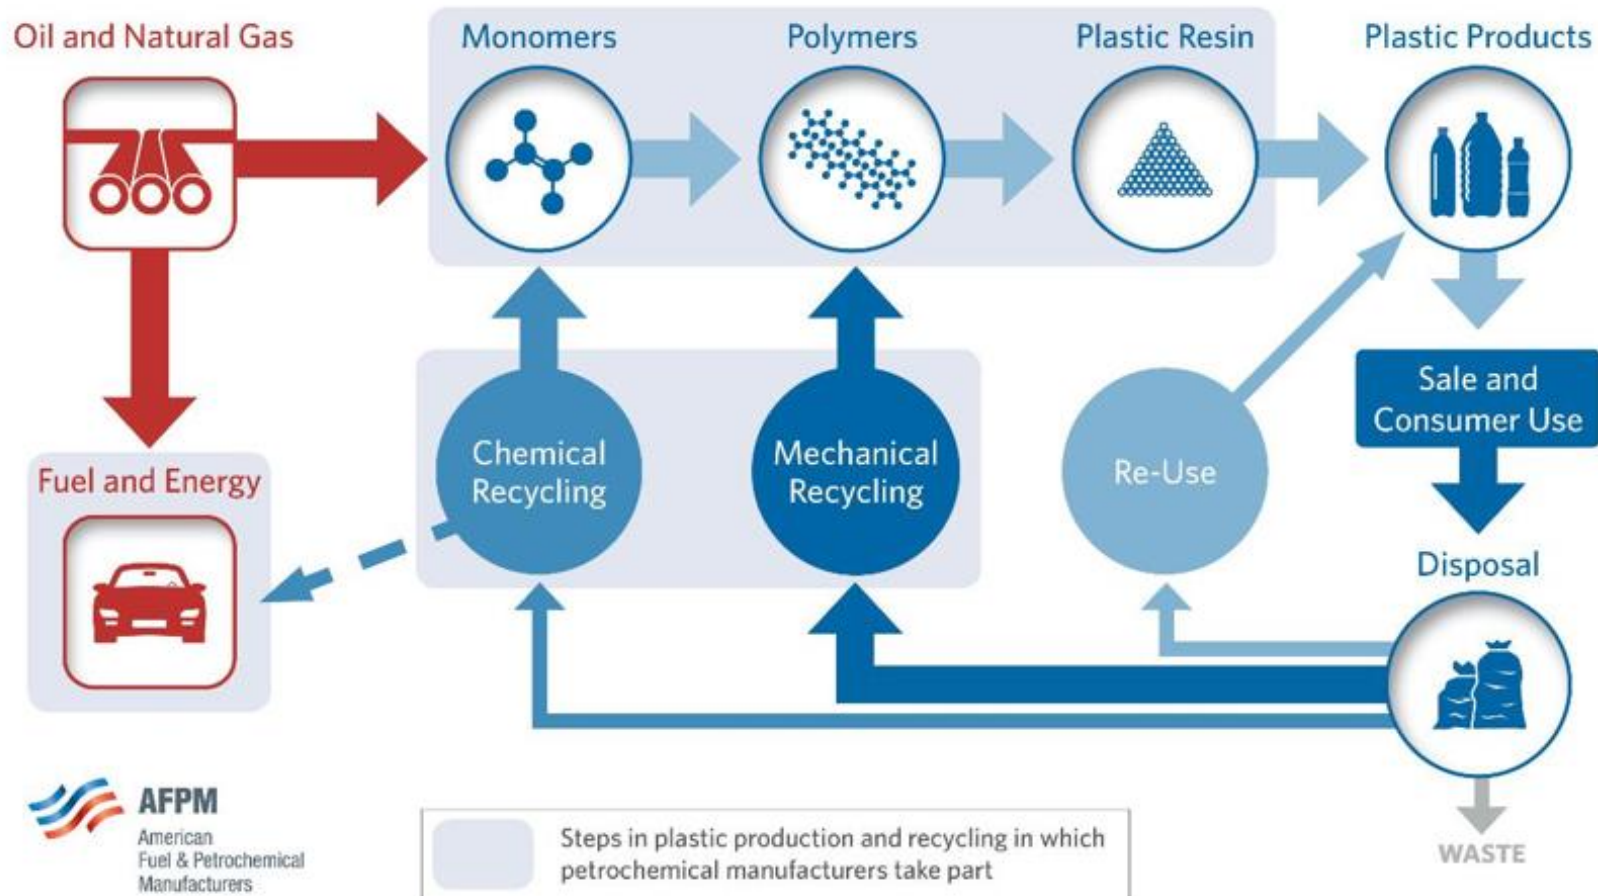 Oil and Natural Gas
Monomers
Polymers
Plastic Resin
Plastic Products
Sale and
Consumer Use
Chemical
Recycling
Mechanical
Recycling
Re-Use
Fuel and Energy
Disposal
AFPM
American
Fuel & Petrochemical
Manufacturers
Steps in plastic production and recycling in which
petrochemical manufacturers take part
WASTE